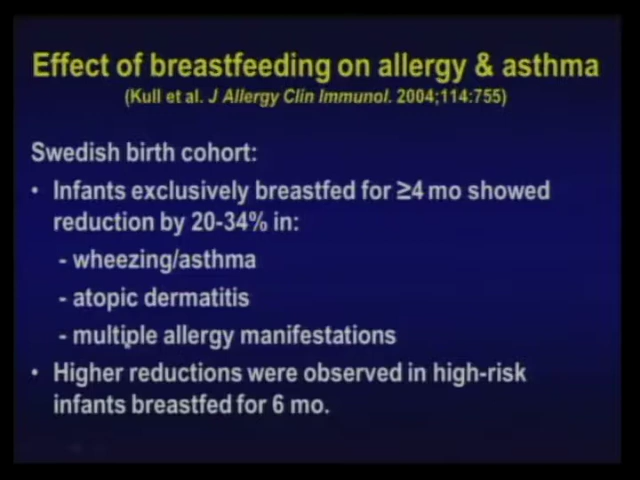 Effect of breastfeeding on allergy & asthma
(Kull et al. J Allergy Clin Immunol. 2004;114:755)
Swedish birth cohort:
• Infants exclusively breastfed for ≥4 mo showed
reduction by 20-34% in:
- wheezing/asthma
- atopic dermatitis
- multiple allergy manifestations
• Higher reductions were observed in high-risk
infants breastfed for 6 mo.